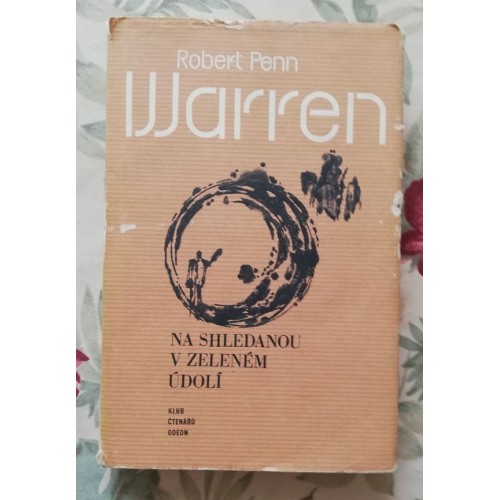 Robert Penn
Warren
NA SHLEDANOU
V ZELENÉM
ÚDOLÍ
KLUB
ČTENÁŘŮ
ODEON